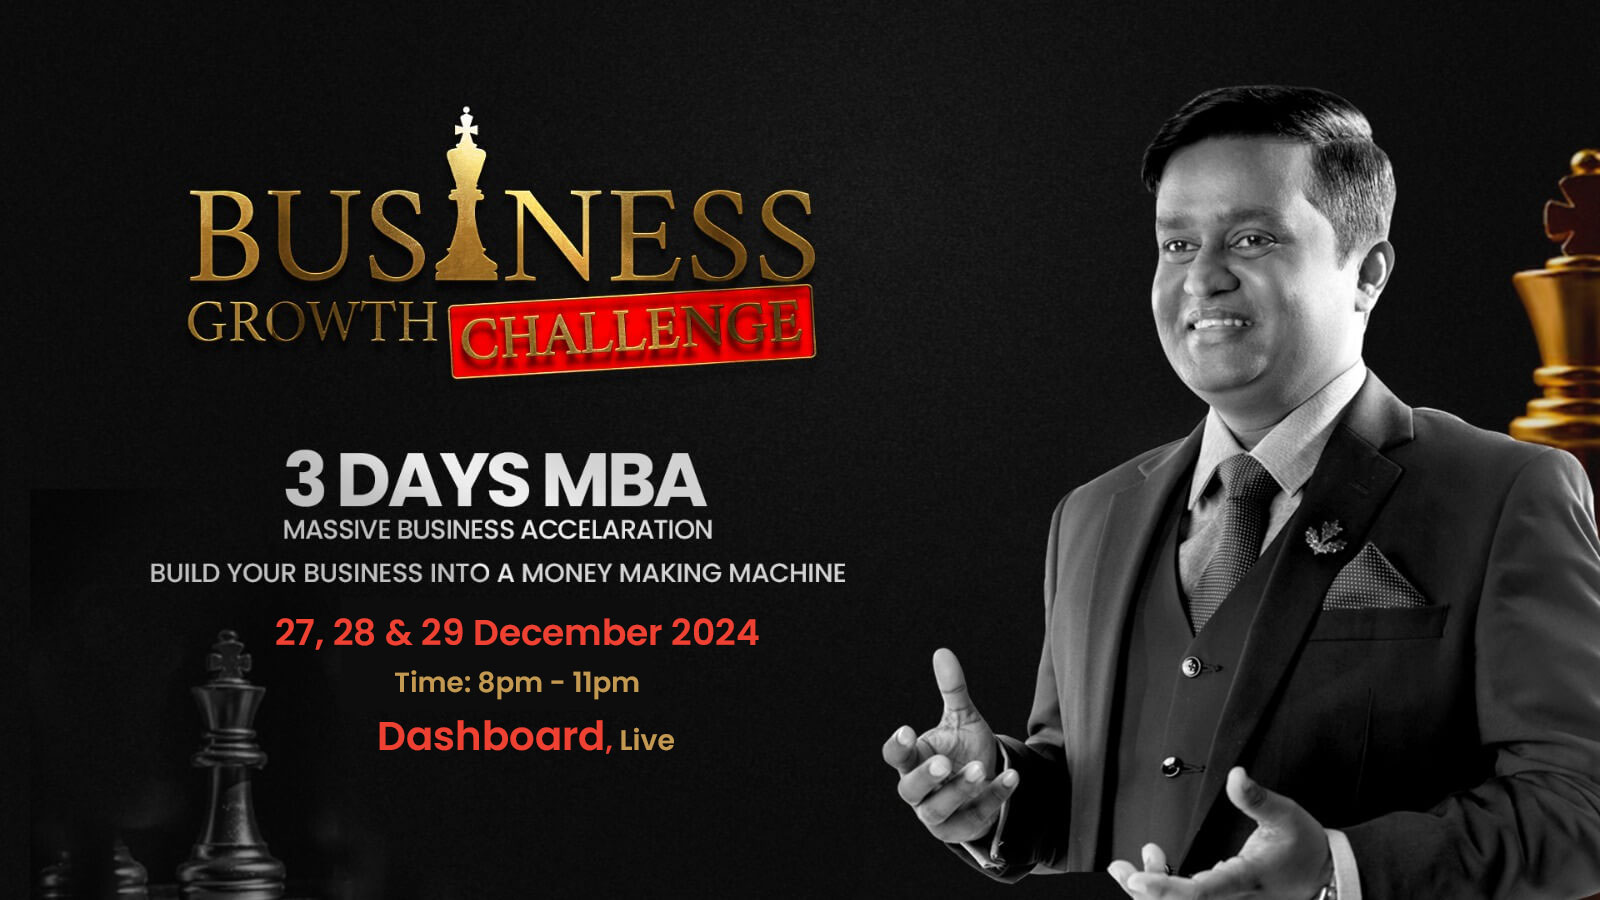 BUSINESS
GROWTH CHALLENGE
3 DAYS MBA
MASSIVE BUSINESS ACCELARATION
BUILD YOUR BUSINESS INTO A MONEY MAKING MACHINE
27, 28 & 29 December 2024
Time: 8pm - 11pm
Dashboard, Live